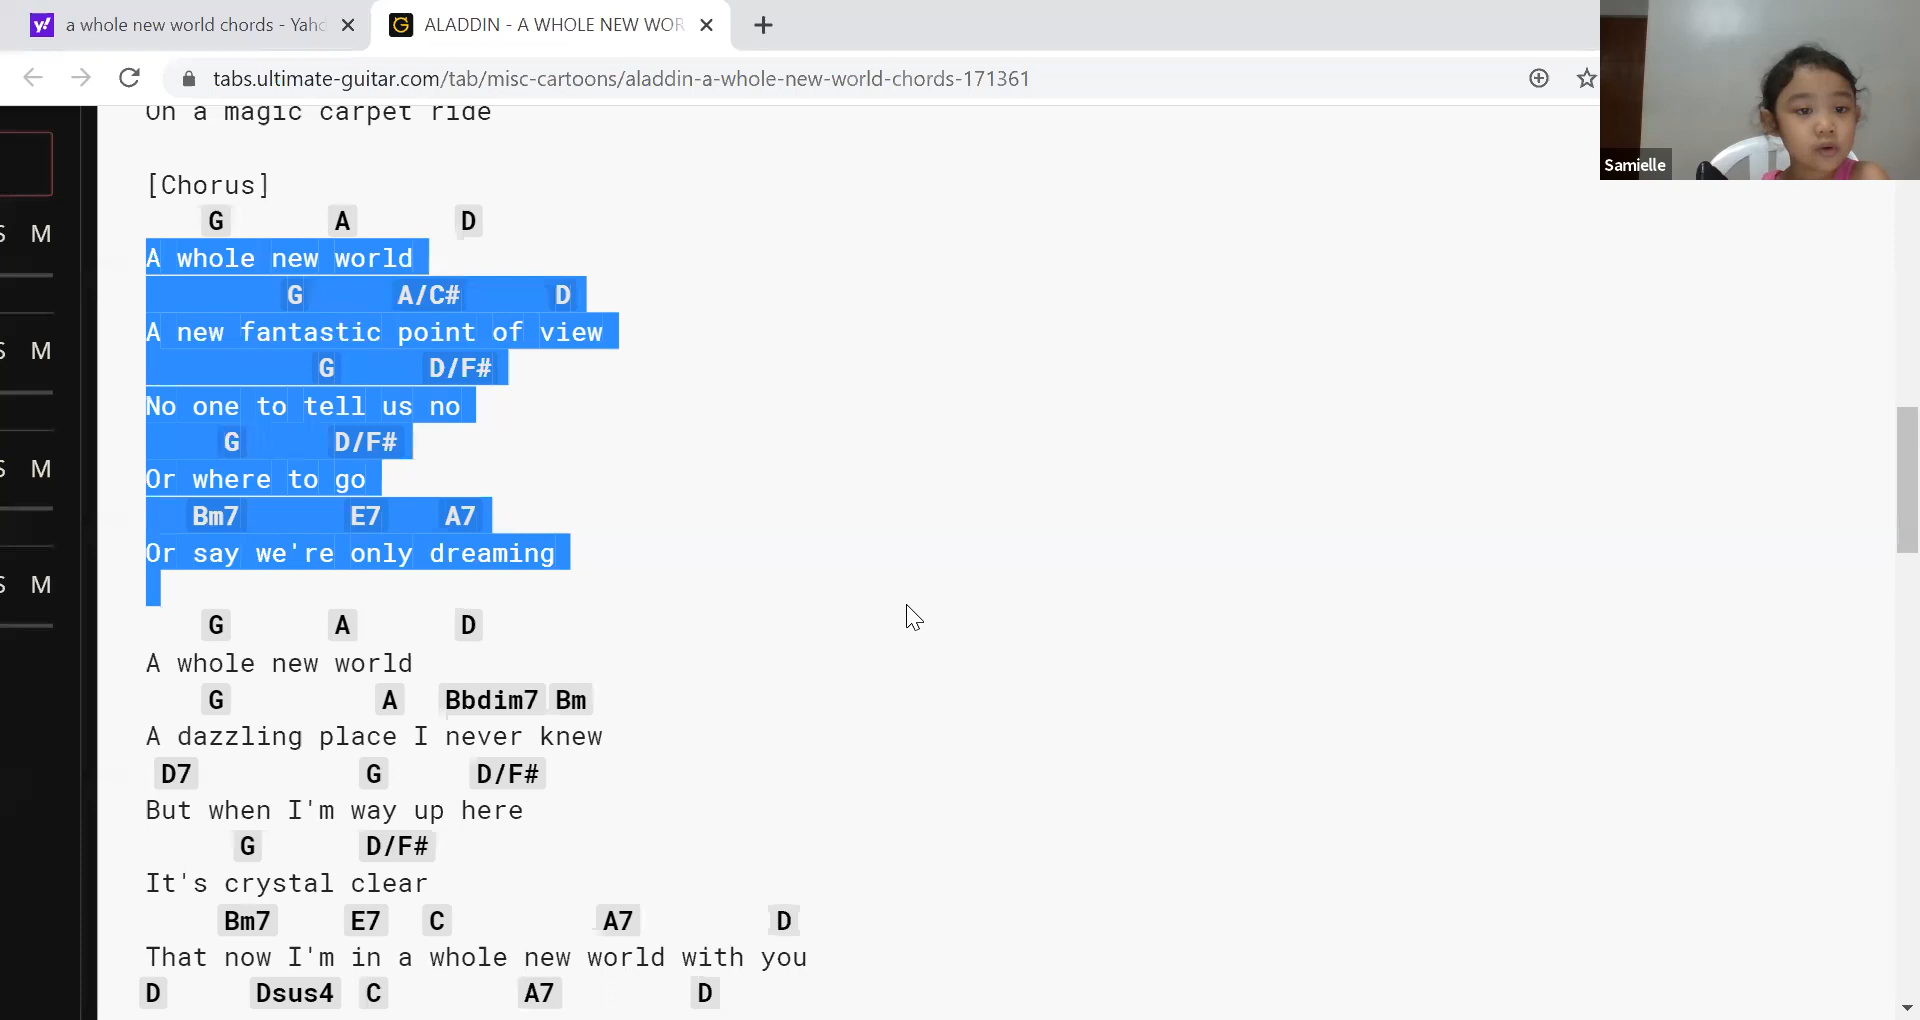 a whole new world chords - Yaho
ALADDIN - A WHOLE NEW WOR
tabs.ultimate-guitar.com/tab/misc-cartoons/aladdin-a-whole-new-world-chords-171361
Samielle
On a magic carpet ride
[Chorus]
G A D
A whole new world
G A/C# D
A new fantastic point of view
G D/F#
No one to tell us no
G D/F#
Or where to go
Bm7 E7 A7
Or say we're only dreaming
G A D
A whole new world
G A Bbdim7 Bm
A dazzling place I never knew
D7 G D/F#
But when I'm way up here
G D/F#
It's crystal clear
Bm7 E7 C A7 D
That now I'm in a whole new world with you
D Dsus4 C A7 D
S M
S M
S M
S M